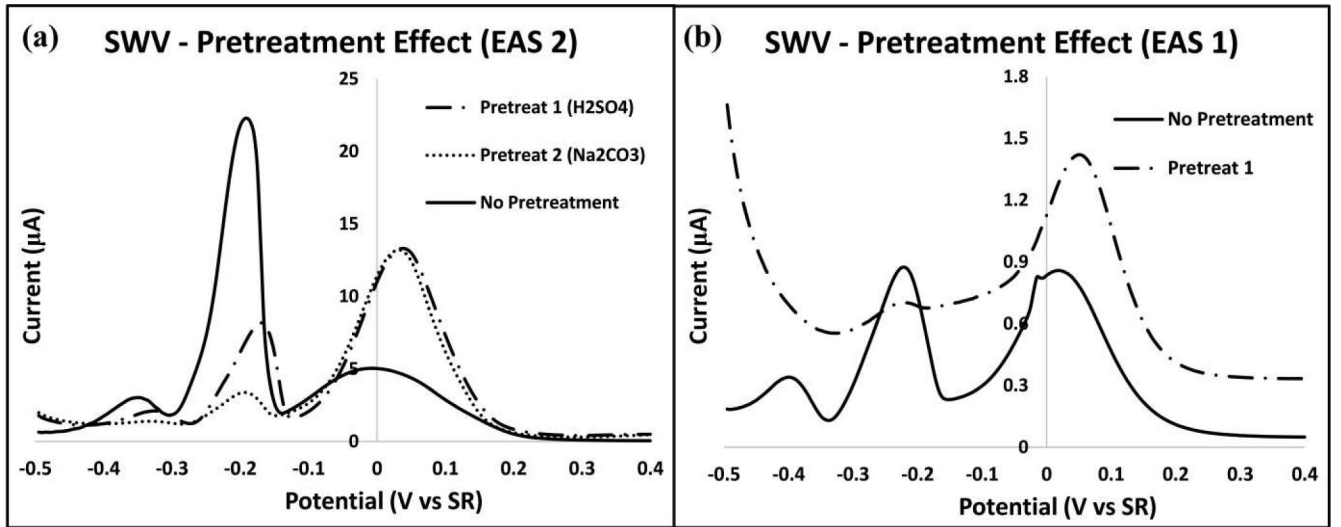 (a) SWV - Pretreatment Effect (EAS 2)
25
20
15
10
5
0
Current (µA)
Pretreat 1 (H2SO4)
Pretreat 2 (Na2CO3)
No Pretreatment
-0.5 -0.4 -0.3 -0.2 -0.1 0 0.1 0.2 0.3 0.4
Potential (V vs SR)
(b) SWV - Pretreatment Effect (EAS 1)
1.8
1.5
1.2
0.9
0.6
0.3
0
Current (µA)
No Pretreatment
Pretreat 1
-0.5 -0.4 -0.3 -0.2 -0.1 0 0.1 0.2 0.3 0.4
Potential (V vs SR)